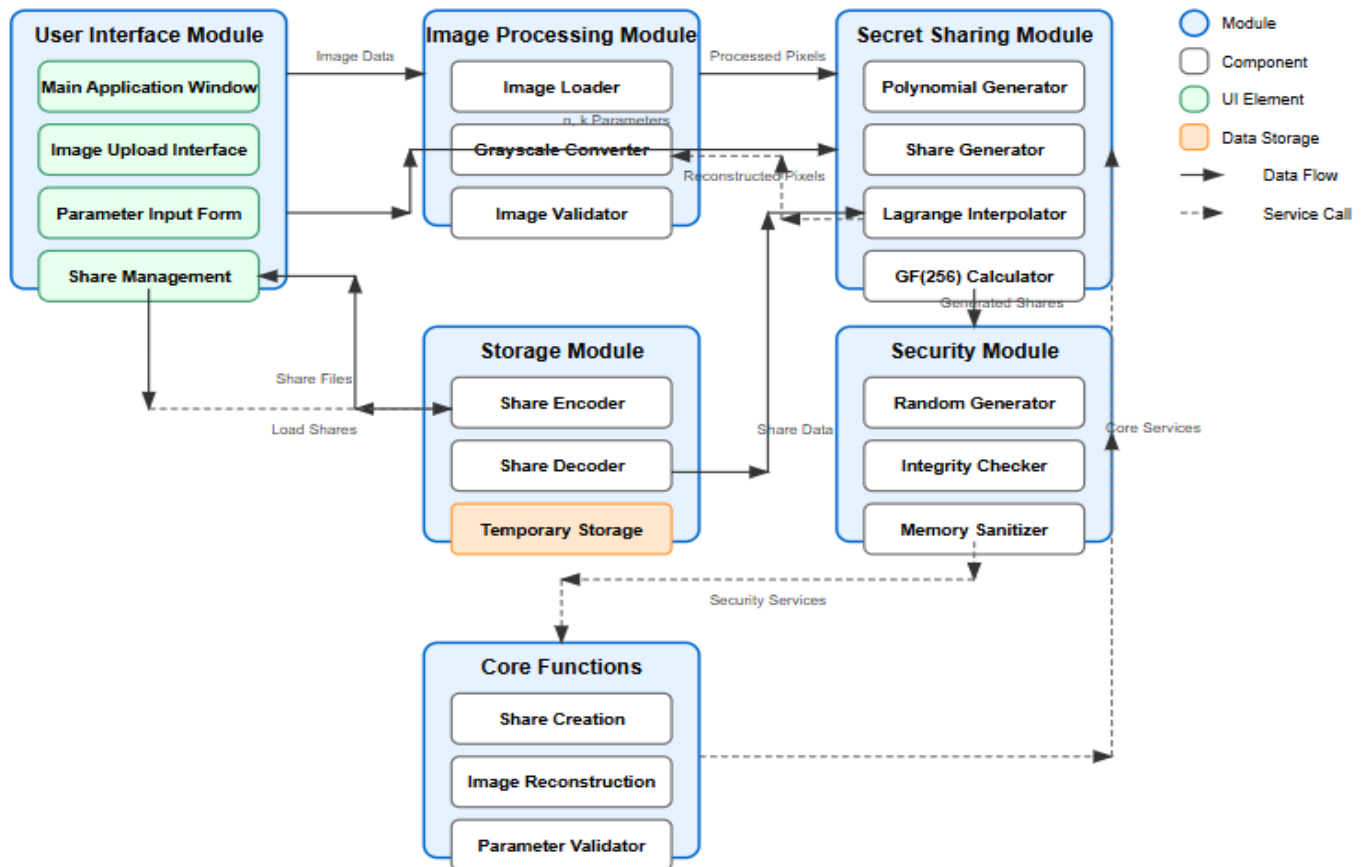 User Interface Module
Main Application Window
Image Upload Interface
Parameter Input Form
Share Management
Image Data
Image Processing Module
Image Loader
n, k Parameters
Grayscale Converter
Image Validator
Processed Pixels
Reconstructed Pixels
Secret Sharing Module
Polynomial Generator
Share Generator
Lagrange Interpolator
GF(256) Calculator
Generated Shares
Module
Component
UI Element
Data Storage
Data Flow
Service Call
Share Files
Load Shares
Storage Module
Share Encoder
Share Decoder
Temporary Storage
Share Data
Security Module
Random Generator
Integrity Checker
Memory Sanitizer
Core Services
Security Services
Core Functions
Share Creation
Image Reconstruction
Parameter Validator